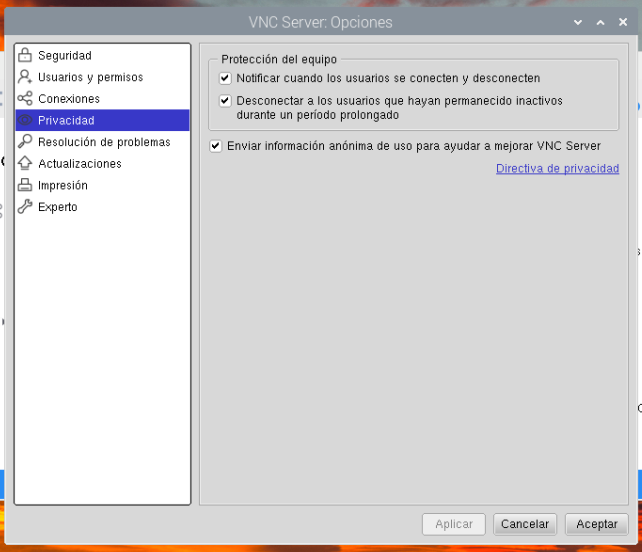 VNC Server: Opciones
Seguridad
Usuarios y permisos
Conexiones
Privacidad
Resolución de problemas
Actualizaciones
Impresión
Experto
Protección del equipo
Notificar cuando los usuarios se conecten y desconecten
Desconectar a los usuarios que hayan permanecido inactivos
durante un período prolongado
Enviar información anónima de uso para ayudar a mejorar VNC Server
Directiva de privacidad
Aplicar
Cancelar
Aceptar